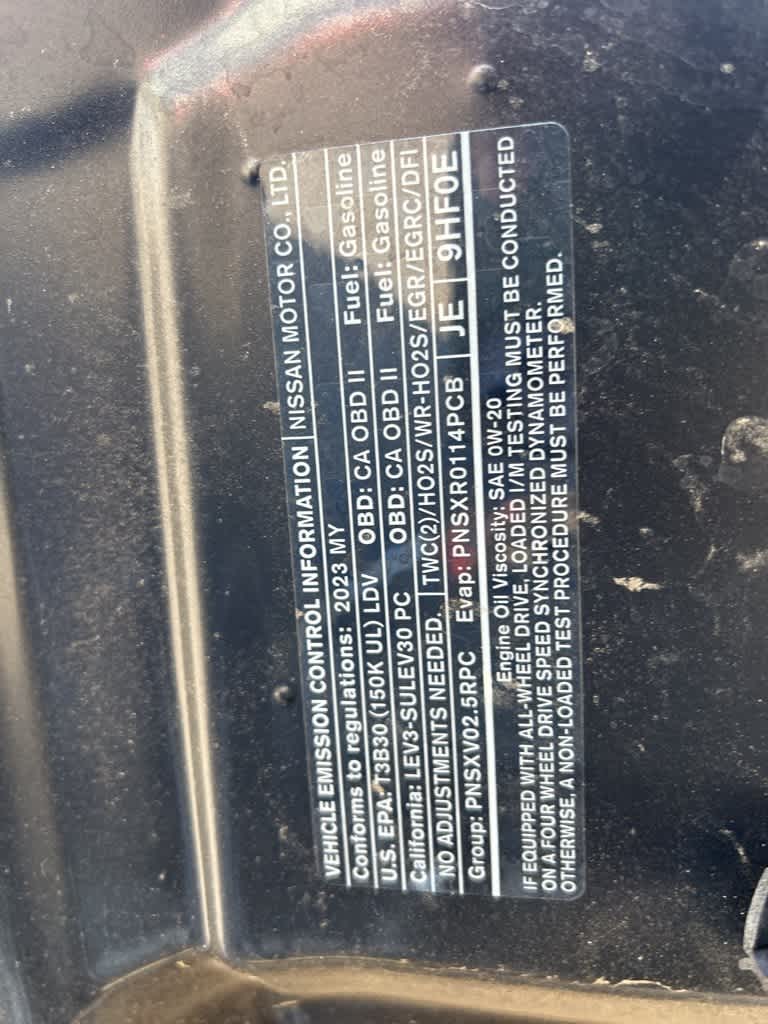 VEHICLE EMISSION CONTROL INFORMATION NISSAN MOTOR CO., LTD.
Conforms to regulations: 2023 MY Fuel: Gasoline
U.S. EPA: T3B30 (150K UL) LDV OBD: CA OBD II Fuel: Gasoline
California: LEV3-SULEV30 PC OBD: CA OBD II
NO ADJUSTMENTS NEEDED. TWC(2)/HO2S/WR-HO2S/EGR/EGRC/DFI
Group: PNSXV02.5RPC Evap: PNSXR0114PCB JE 9HF0E
Engine Oil Viscosity: SAE 0W-20
IF EQUIPPED WITH ALL-WHEEL DRIVE, LOADED I/M TESTING MUST BE CONDUCTED
ON A FOUR WHEEL DRIVE SPEED SYNCHRONIZED DYNAMOMETER.
OTHERWISE, A NON-LOADED TEST PROCEDURE MUST BE PERFORMED.